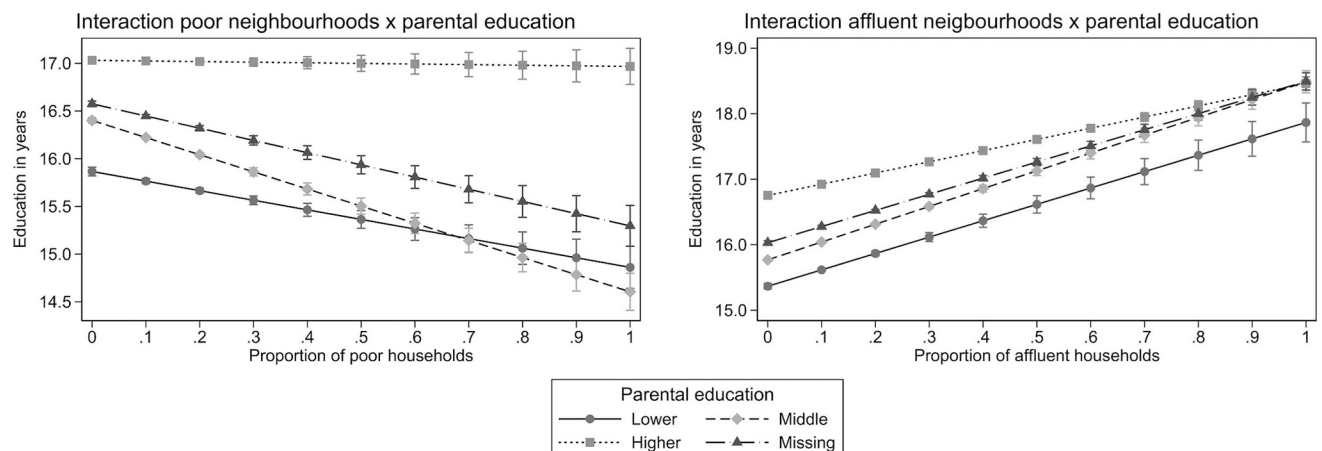 Interaction poor neighbourhoods x parental education
17.0
16.5
16.0
15.5
15.0
14.5
Education in years
0 .1 .2 .3 .4 .5 .6 .7 .8 .9 1
Proportion of poor households
Interaction affluent neigbourhoods x parental education
19.0
18.0
17.0
16.0
15.0
Education in years
0 .1 .2 .3 .4 .5 .6 .7 .8 .9 1
Proportion of affluent households
Parental education
Lower Middle
Higher Missing